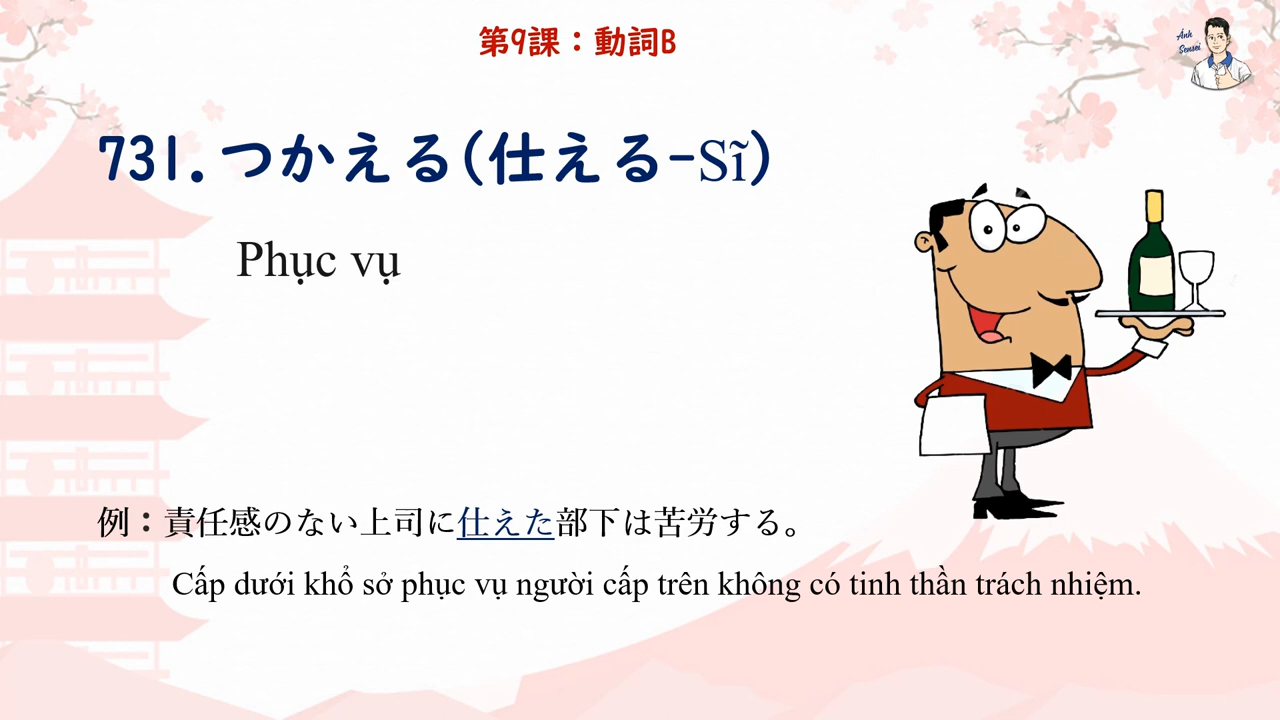 第9課：動詞B
Ánh
Sensei
731.つかえる(仕える-Sĩ)
Phục vụ
例：責任感のない上司に仕えた部下は苦労する。
Cấp dưới khổ sở phục vụ người cấp trên không có tinh thần trách nhiệm.